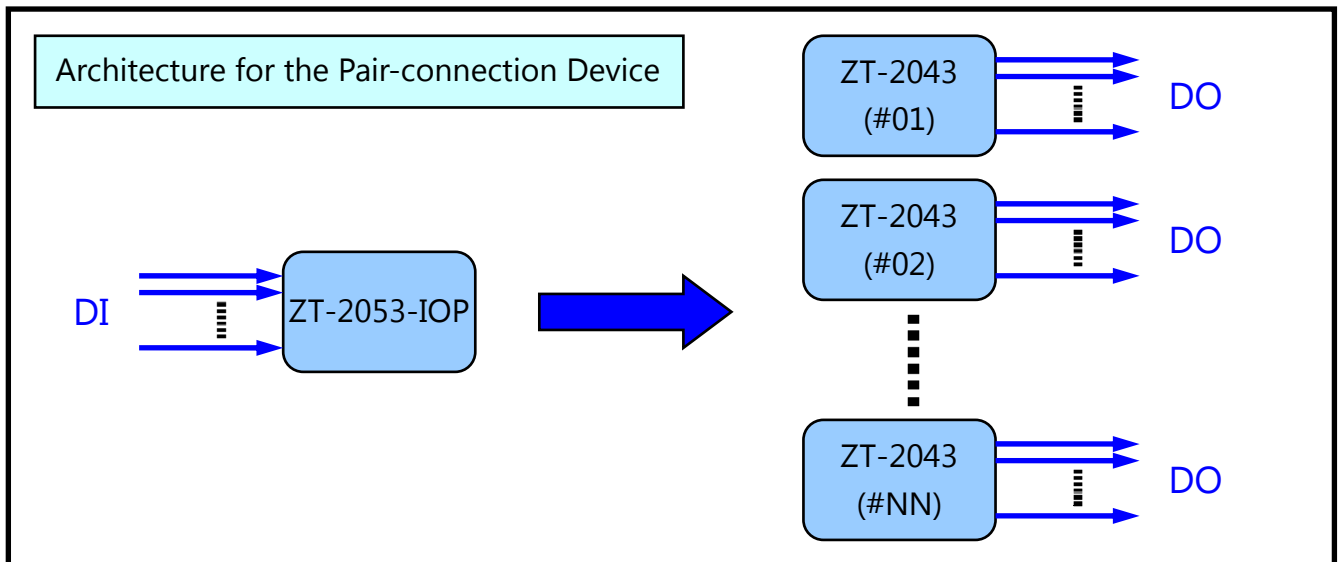 Architecture for the Pair-connection Device
ZT-2043
(#01)
DO
ZT-2043
(#02)
DO
DI
ZT-2053-IOP
ZT-2043
(#NN)
DO